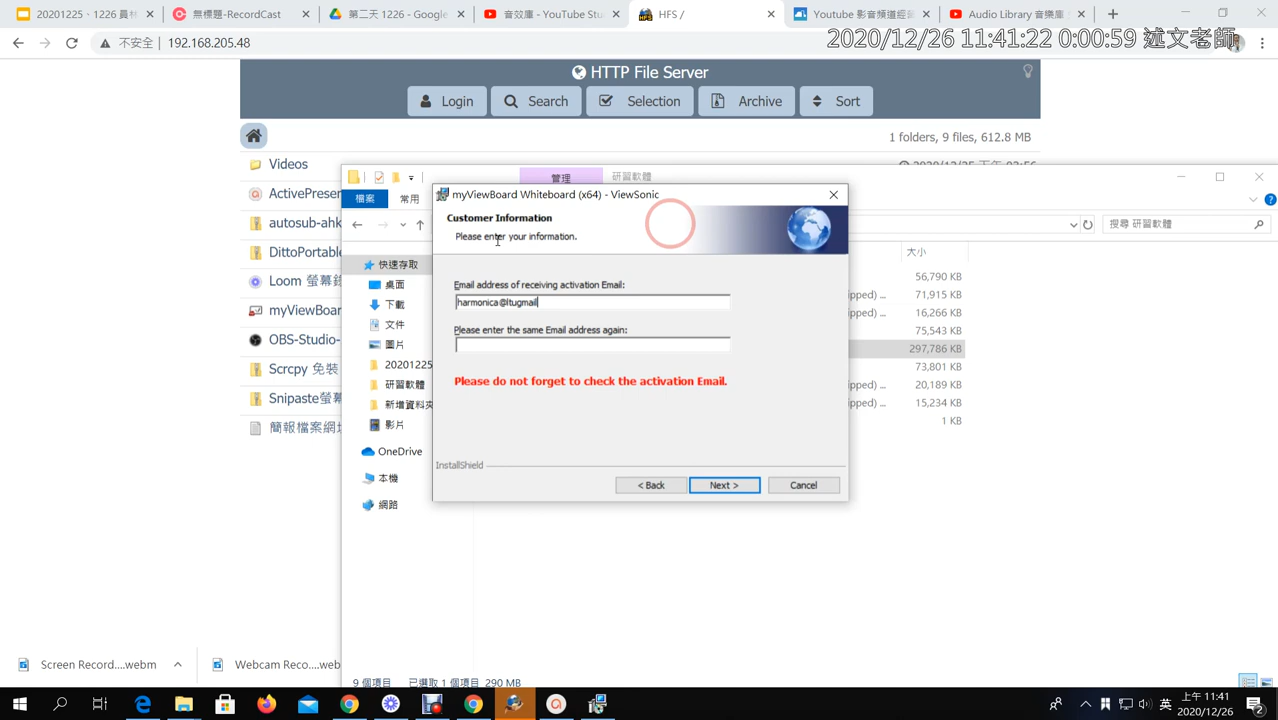 20201225、1226 員林
無標題-RecordCast
第二天 1226 - Google
音效庫 - YouTube Stu
HFS /
Youtube 影音頻道經營
Audio Library 音樂庫
不安全 | 192.168.205.48
2020/12/26 11:41:22 0:00:59 述文老師
HTTP File Server
Login
Search
Selection
Archive
Sort
1 folders, 9 files, 612.8 MB
Videos
ActivePresen
autosub-ahk
DittoPortable
Loom 螢幕錄
myViewBoar
OBS-Studio-
Scrcpy 免裝
Snipaste螢幕
簡報檔案網址
管理
研習軟體
檔案
常用
搜尋 研習軟體
大小
快速存取
桌面
下載
文件
圖片
20201225
研習軟體
新增資料夾
影片
OneDrive
本機
網路
56,790 KB
ipped) ... 71,915 KB
ipped) ... 16,266 KB
75,543 KB
297,786 KB
73,801 KB
ipped) ... 20,189 KB
ipped) ... 15,234 KB
1 KB
myViewBoard Whiteboard (x64) - ViewSonic
Customer Information
Please enter your information.
Email address of receiving activation Email:
harmonica@ltugmail
Please enter the same Email address again:
Please do not forget to check the activation Email.
InstallShield
< Back
Next >
Cancel
9 個項目
已選取 1 個項目 290 MB
Screen Record....webm
Webcam Reco....web
英
上午 11:41
2020/12/26
2